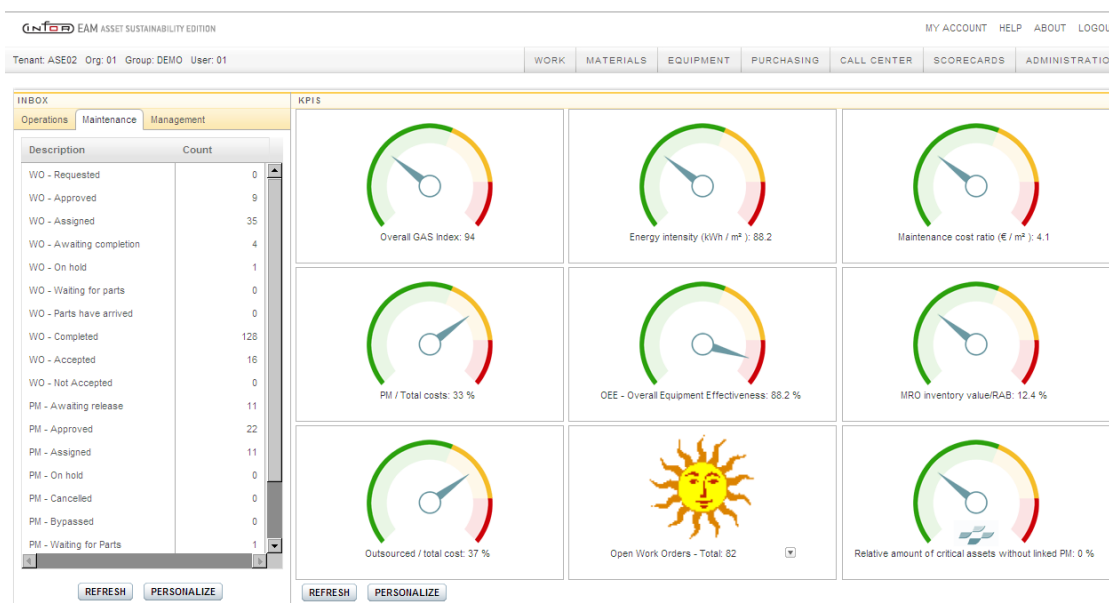 infor EAM ASSET SUSTAINABILITY EDITION
MY ACCOUNT HELP ABOUT LOGOU
Tenant: ASE02 Org: 01 Group: DEMO User: 01
WORK MATERIALS EQUIPMENT PURCHASING CALL CENTER SCORECARDS ADMINISTRATIO
INBOX
Operations Maintenance Management
Description Count
WO - Requested 0
WO - Approved 9
WO - Assigned 35
WO - Awaiting completion 4
WO - On hold 1
WO - Waiting for parts 0
WO - Parts have arrived 0
WO - Completed 128
WO - Accepted 16
WO - Not Accepted 0
PM - Awaiting release 11
PM - Approved 22
PM - Assigned 11
PM - On hold 0
PM - Cancelled 0
PM - Bypassed 0
PM - Waiting for Parts 1
REFRESH PERSONALIZE
KPIS
Overall GAS Index: 94
Energy intensity (kWh / m² ): 88.2
Maintenance cost ratio (€ / m² ): 4.1
PM / Total costs: 33 %
OEE - Overall Equipment Effectiveness: 88.2 %
MRO inventory value/RAB: 12.4 %
Outsourced / total cost: 37 %
Open Work Orders - Total: 82
Relative amount of critical assets without linked PM: 0 %
REFRESH PERSONALIZE